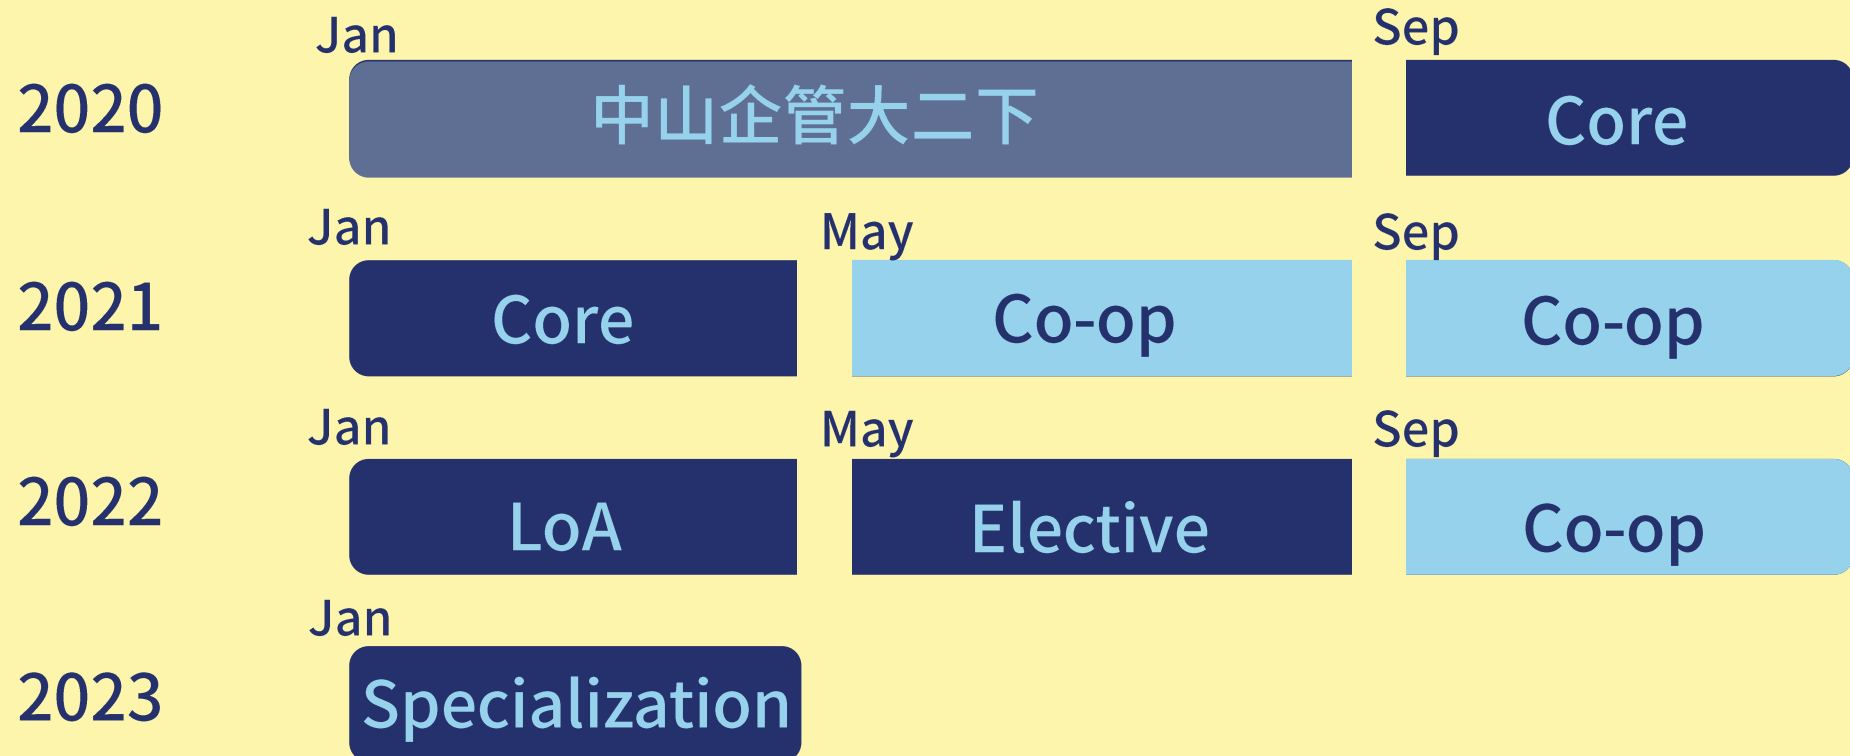 Jan Sep
2020 中山企管大二下 Core
Jan May Sep
2021 Core Co-op Co-op
Jan May Sep
2022 LoA Elective Co-op
Jan
2023 Specialization